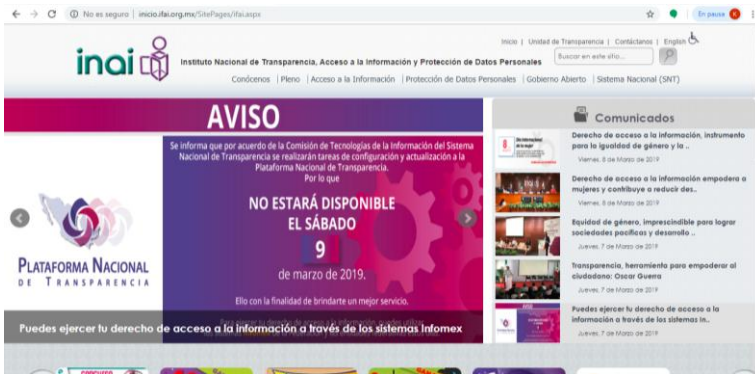 No es seguro | inicio.ifai.org.mx/SitePages/ifai.aspx
En pausa
Inicio | Unidad de Transparencia | Contáctanos | English
inai
Instituto Nacional de Transparencia, Acceso a la Información y Protección de Datos Personales
Buscar en este sitio...
Conócenos | Pleno | Acceso a la Información | Protección de Datos Personales | Gobierno Abierto | Sistema Nacional (SNT)
AVISO
Se informa que por acuerdo de la Comisión de Tecnologías de la Información del Sistema
Nacional de Transparencia se realizarán tareas de configuración y actualización a la
Plataforma Nacional de Transparencia.
Por lo que
NO ESTARÁ DISPONIBLE
EL SÁBADO
9
de marzo de 2019.
Ello con la finalidad de brindarte un mejor servicio.
PLATAFORMA NACIONAL
DE TRANSPARENCIA
Puedes ejercer tu derecho de acceso a la información a través de los sistemas Infomex
Comunicados
Derecho de acceso a la información, instrumento
para la igualdad de género y la ..
Viernes, 8 de Marzo de 2019
Derecho de acceso a la información empodera a
mujeres y contribuye a reducir des..
Viernes, 8 de Marzo de 2019
Equidad de género, imprescindible para lograr
sociedades pacíficas y desarrollo ..
Jueves, 7 de Marzo de 2019
Transparencia, herramienta para empoderar al
ciudadano: Oscar Guerra
Jueves, 7 de Marzo de 2019
Puedes ejercer tu derecho de acceso a la
información a través de los sistemas In..
Jueves, 7 de Marzo de 2019